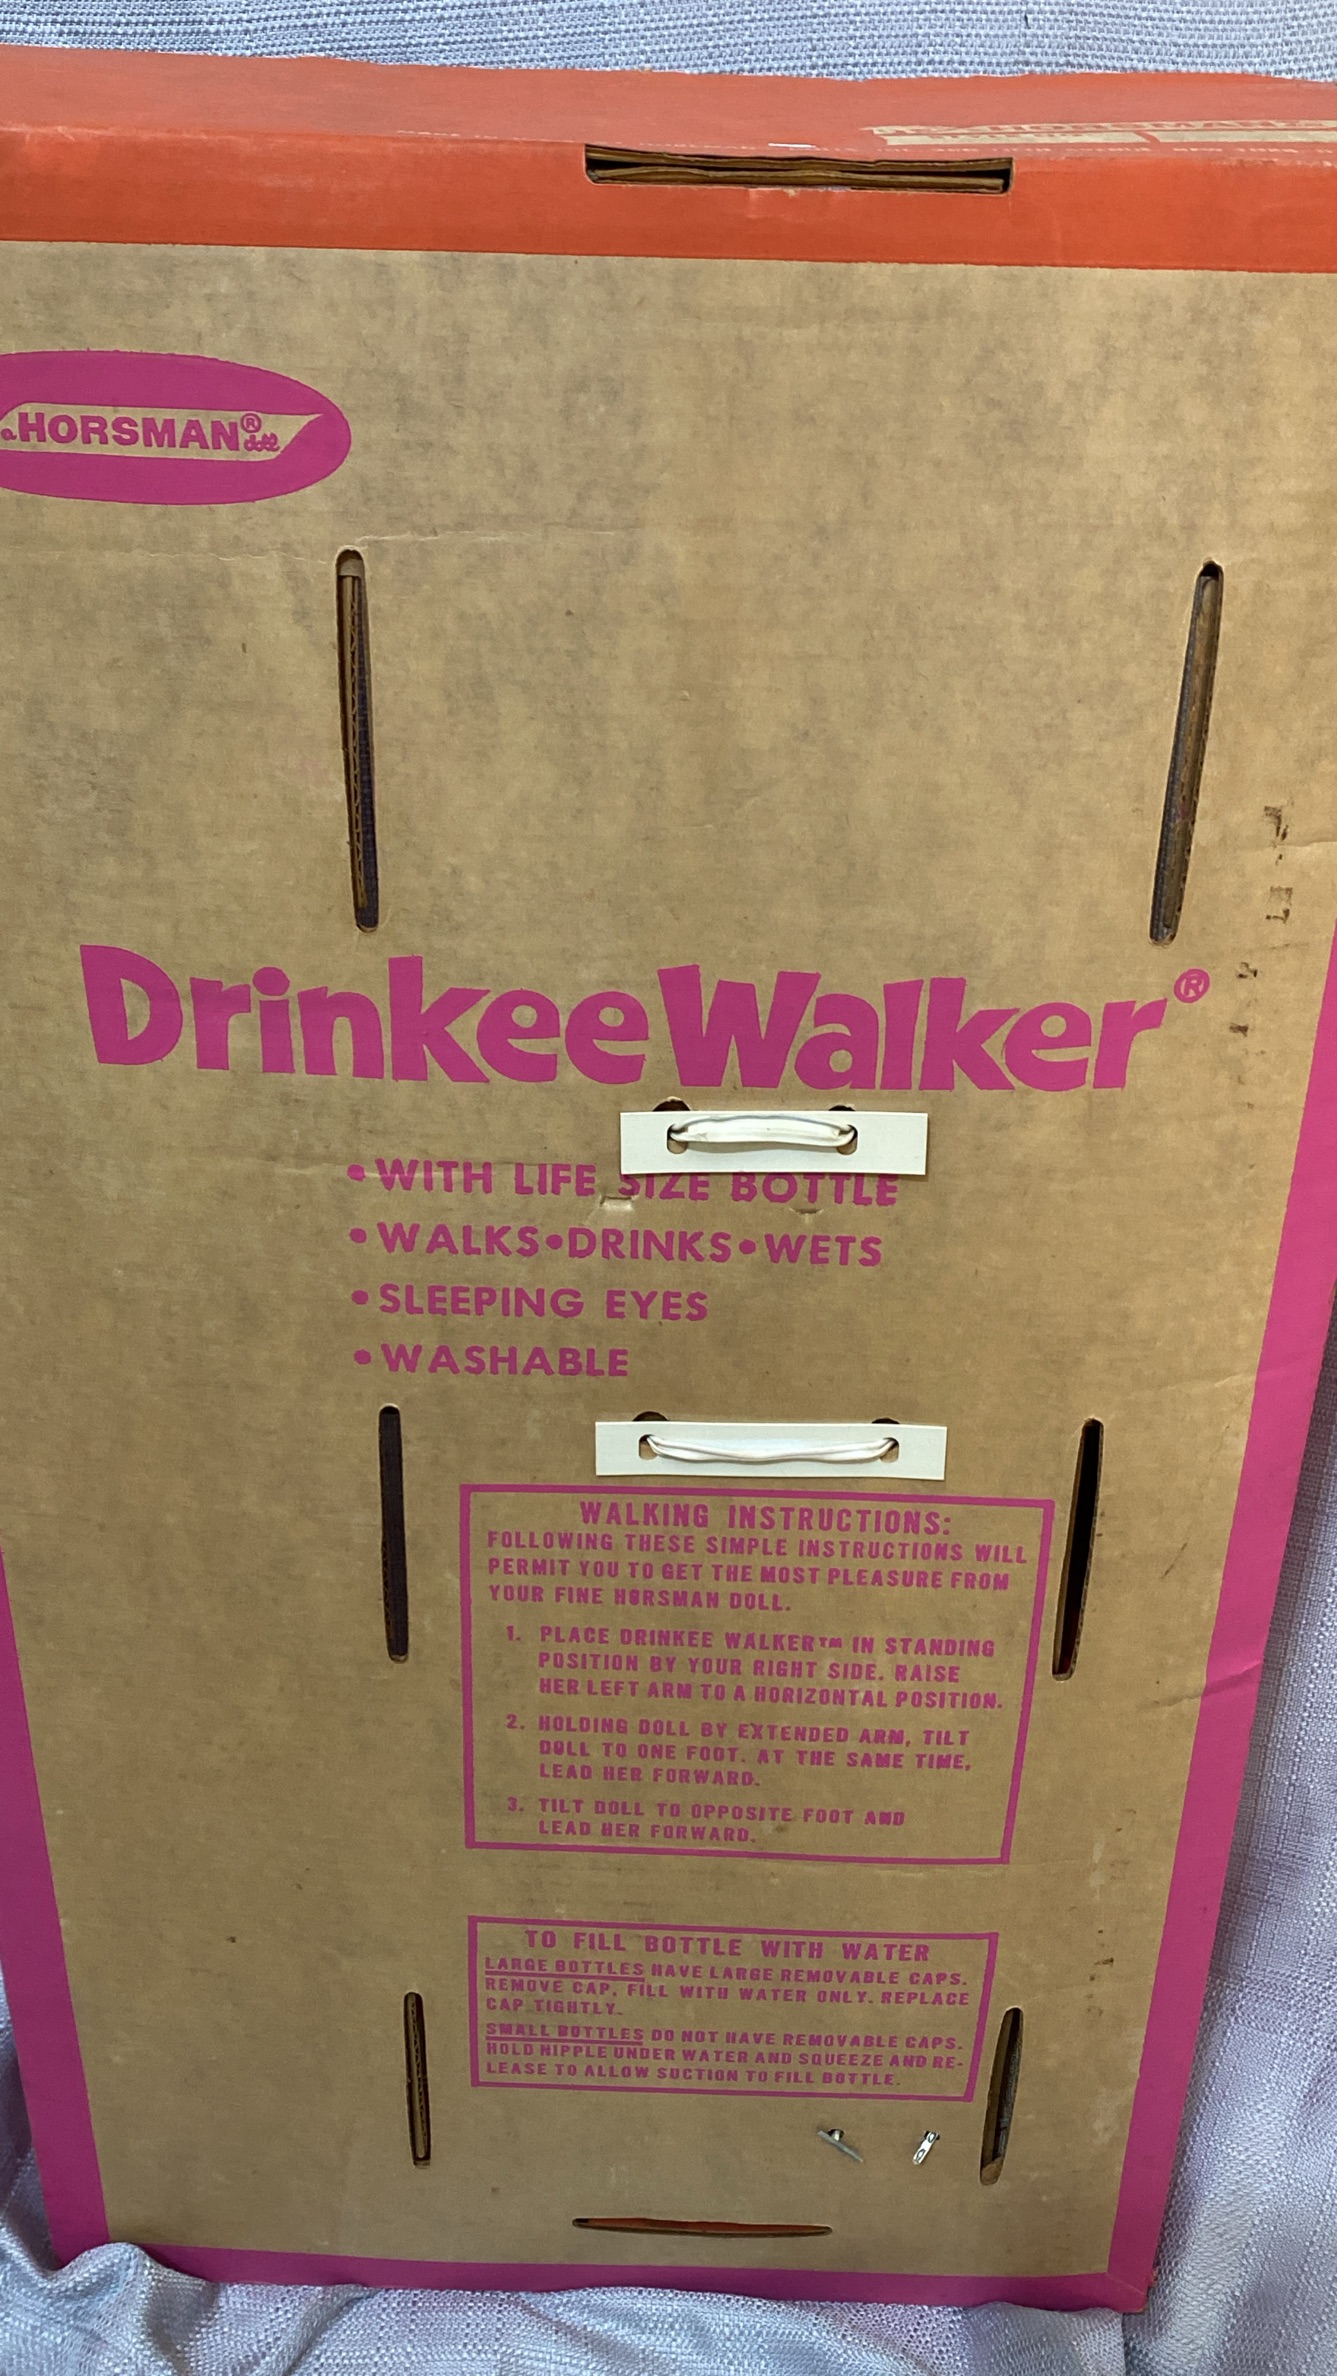 a HORSMAN® doll
DrinkeeWalker®
• WITH LIFE SIZE BOTTLE
• WALKS • DRINKS • WETS
• SLEEPING EYES
• WASHABLE
WALKING INSTRUCTIONS:
FOLLOWING THESE SIMPLE INSTRUCTIONS WILL
PERMIT YOU TO GET THE MOST PLEASURE FROM
YOUR FINE HORSMAN DOLL.
1. PLACE DRINKEE WALKER™ IN STANDING
POSITION BY YOUR RIGHT SIDE. RAISE
HER LEFT ARM TO A HORIZONTAL POSITION.
2. HOLDING DOLL BY EXTENDED ARM, TILT
DOLL TO ONE FOOT. AT THE SAME TIME,
LEAD HER FORWARD.
3. TILT DOLL TO OPPOSITE FOOT AND
LEAD HER FORWARD.
TO FILL BOTTLE WITH WATER
LARGE BOTTLES HAVE LARGE REMOVABLE CAPS.
REMOVE CAP, FILL WITH WATER ONLY. REPLACE
CAP TIGHTLY.
SMALL BOTTLES DO NOT HAVE REMOVABLE CAPS.
HOLD NIPPLE UNDER WATER AND SQUEEZE AND RE-
LEASE TO ALLOW SUCTION TO FILL BOTTLE.